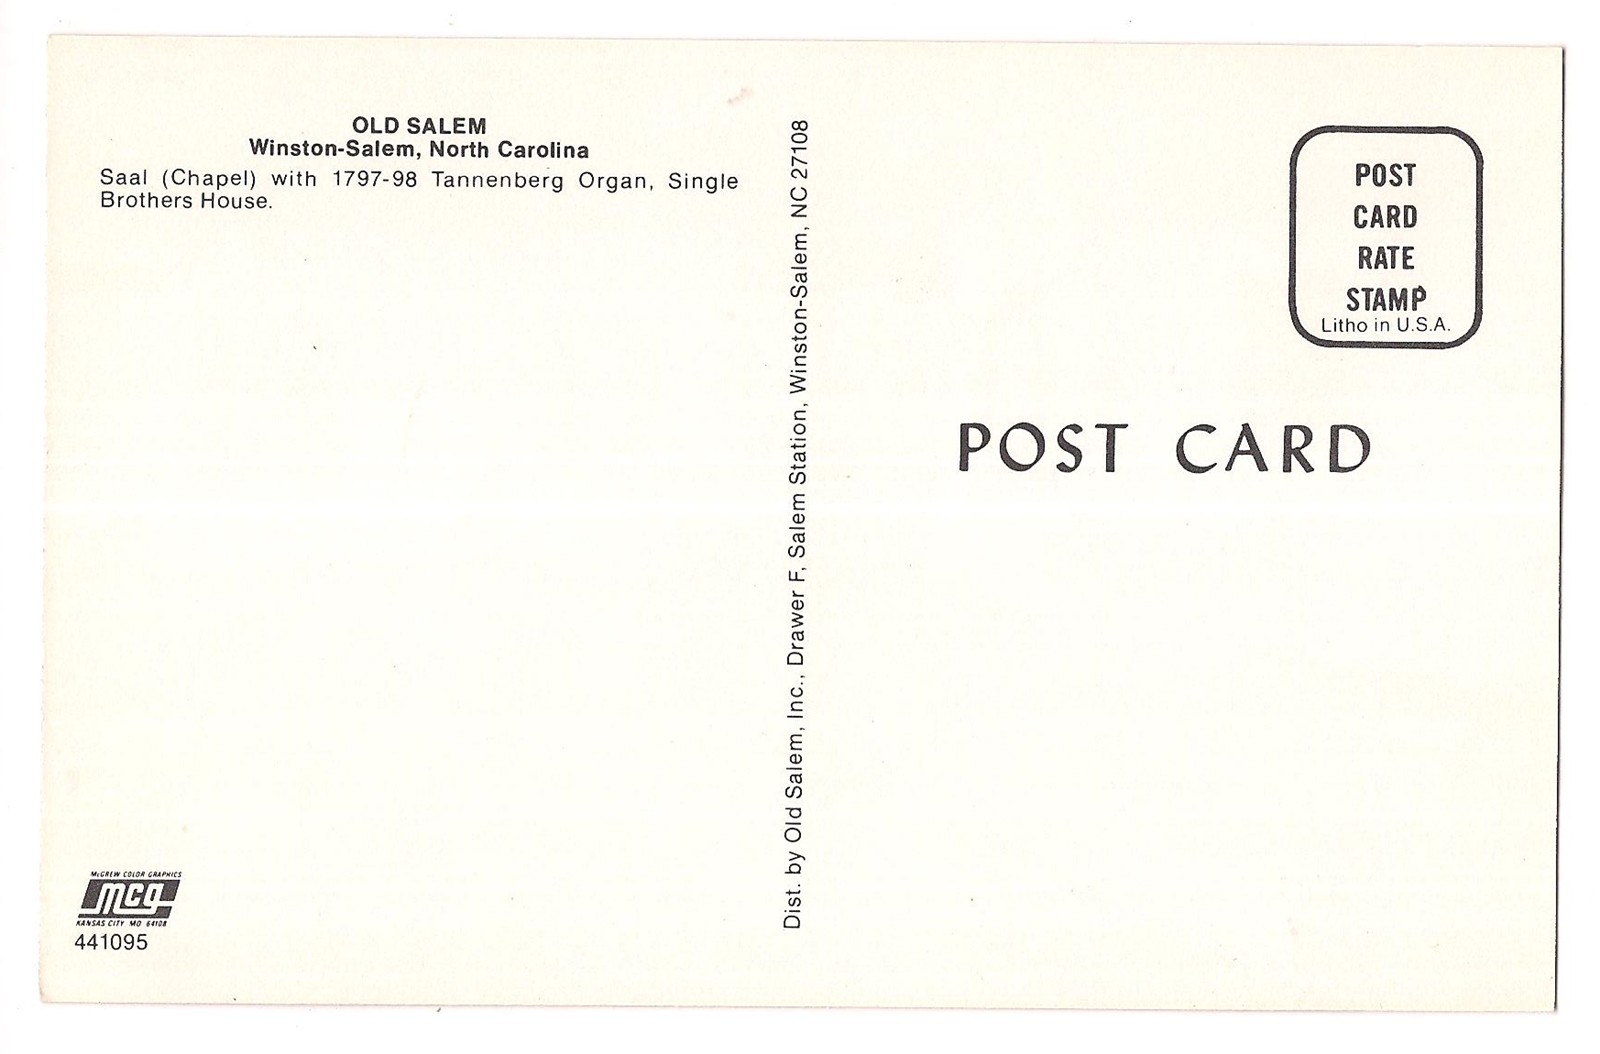 OLD SALEM
Winston-Salem, North Carolina
Saal (Chapel) with 1797-98 Tannenberg Organ, Single
Brothers House.
McGREW COLOR GRAPHICS
mcg
KANSAS CITY MO 64108
441095
Dist. by Old Salem, Inc., Drawer F, Salem Station, Winston-Salem, NC 27108
POST
CARD
RATE
STAMP
Litho in U.S.A.
POST CARD